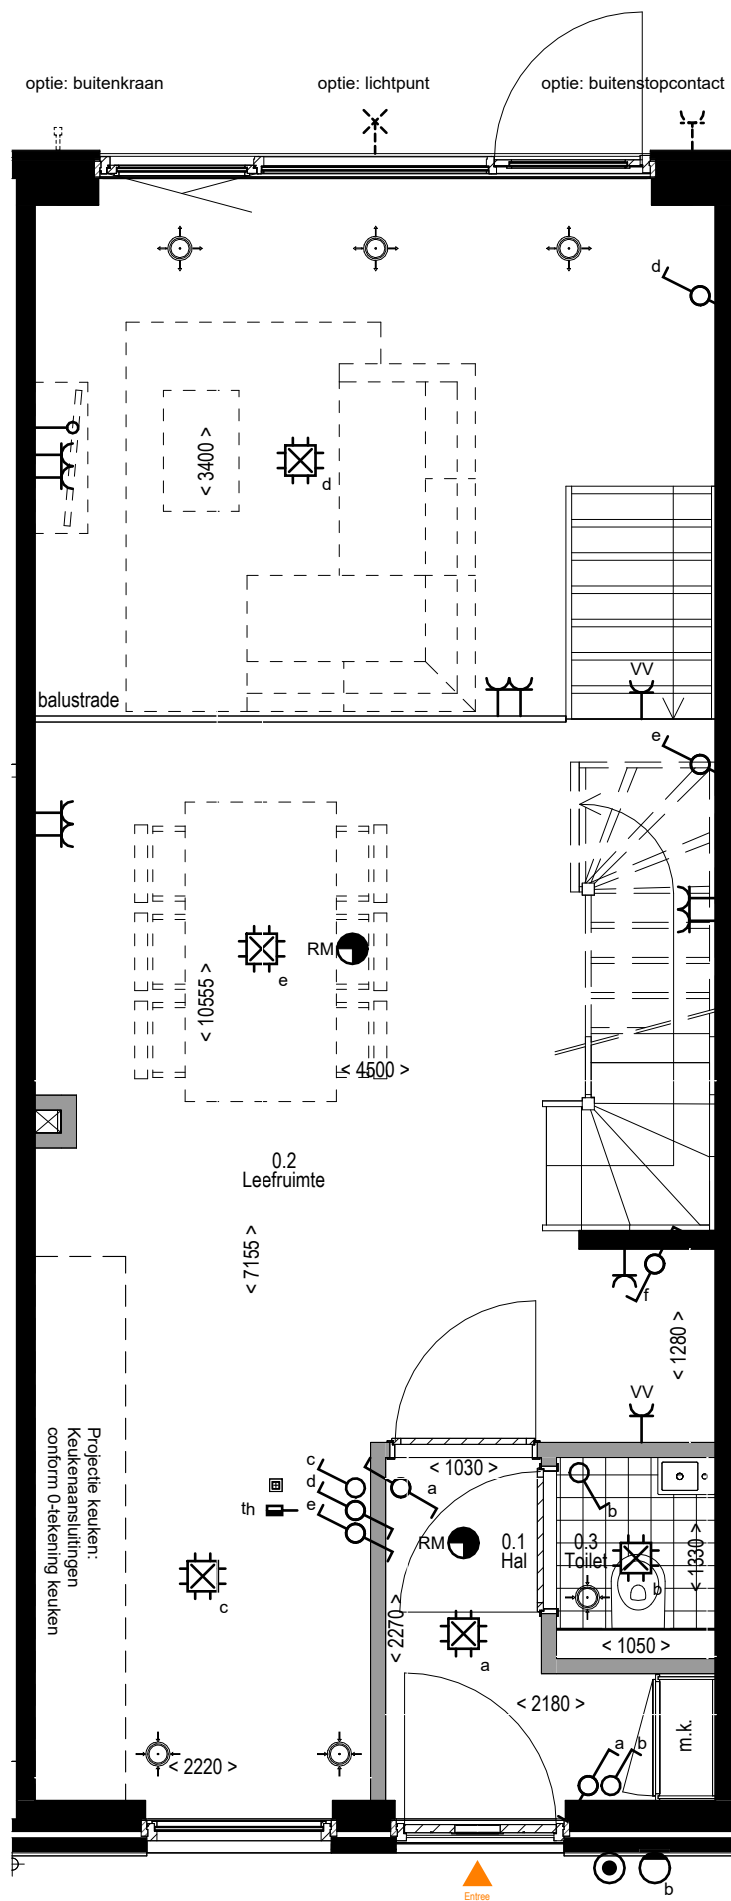 optie: buitenkraan
optie: lichtpunt
optie: buitenstopcontact
d
< 3400 >
d
balustrade
VV
e
RM
e
< 10555 >
< 4500 >
0.2
Leefruimte
< 7155 >
f
< 1280 >
VV
Projectie keuken:
Keukenaansluitingen
conform 0-tekening keuken
c
d
e
th
a
< 1030 >
b
RM
0.1
Hal
0.3
Toilet
< 1330 >
b
c
< 2270 >
a
< 1050 >
< 2180 >
m.k.
a
b
< 2220 >
b
Entree